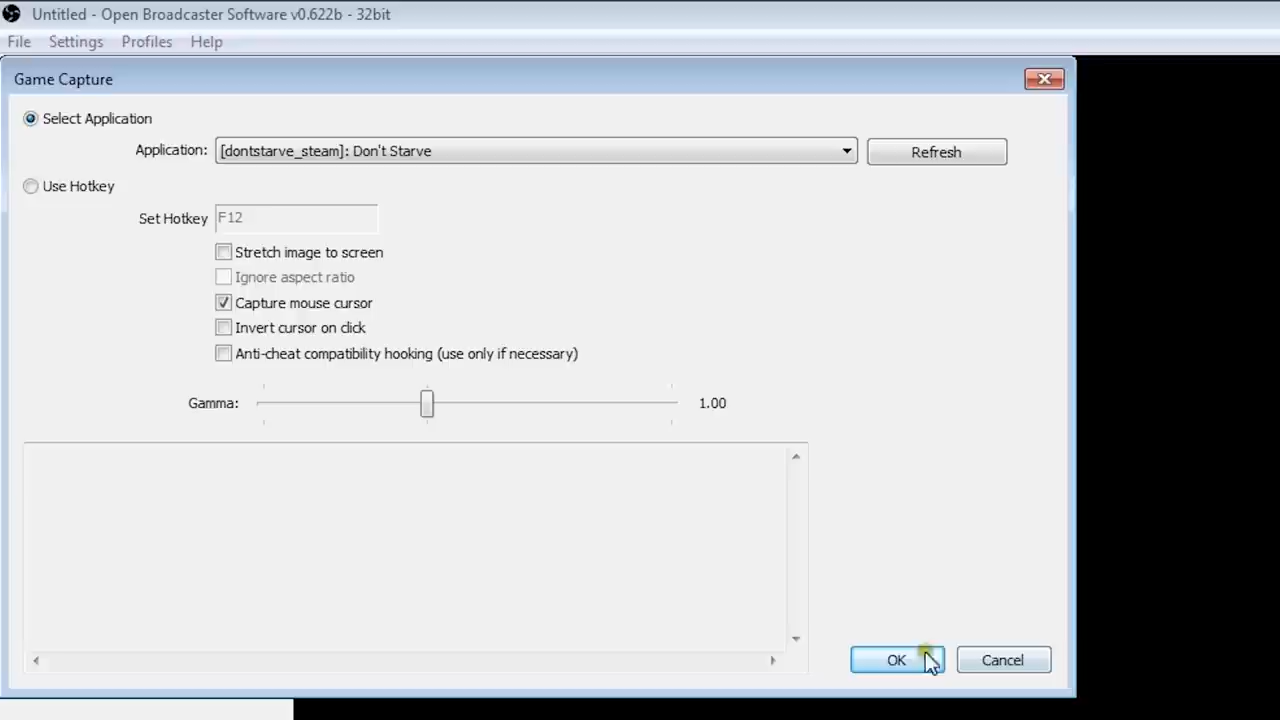 Untitled - Open Broadcaster Software v0.622b - 32bit
File Settings Profiles Help
Game Capture
Select Application
Application: [dontstarve_steam]: Don't Starve Refresh
Use Hotkey
Set Hotkey F12
Stretch image to screen
Ignore aspect ratio
Capture mouse cursor
Invert cursor on click
Anti-cheat compatibility hooking (use only if necessary)
Gamma: 1.00
OK Cancel